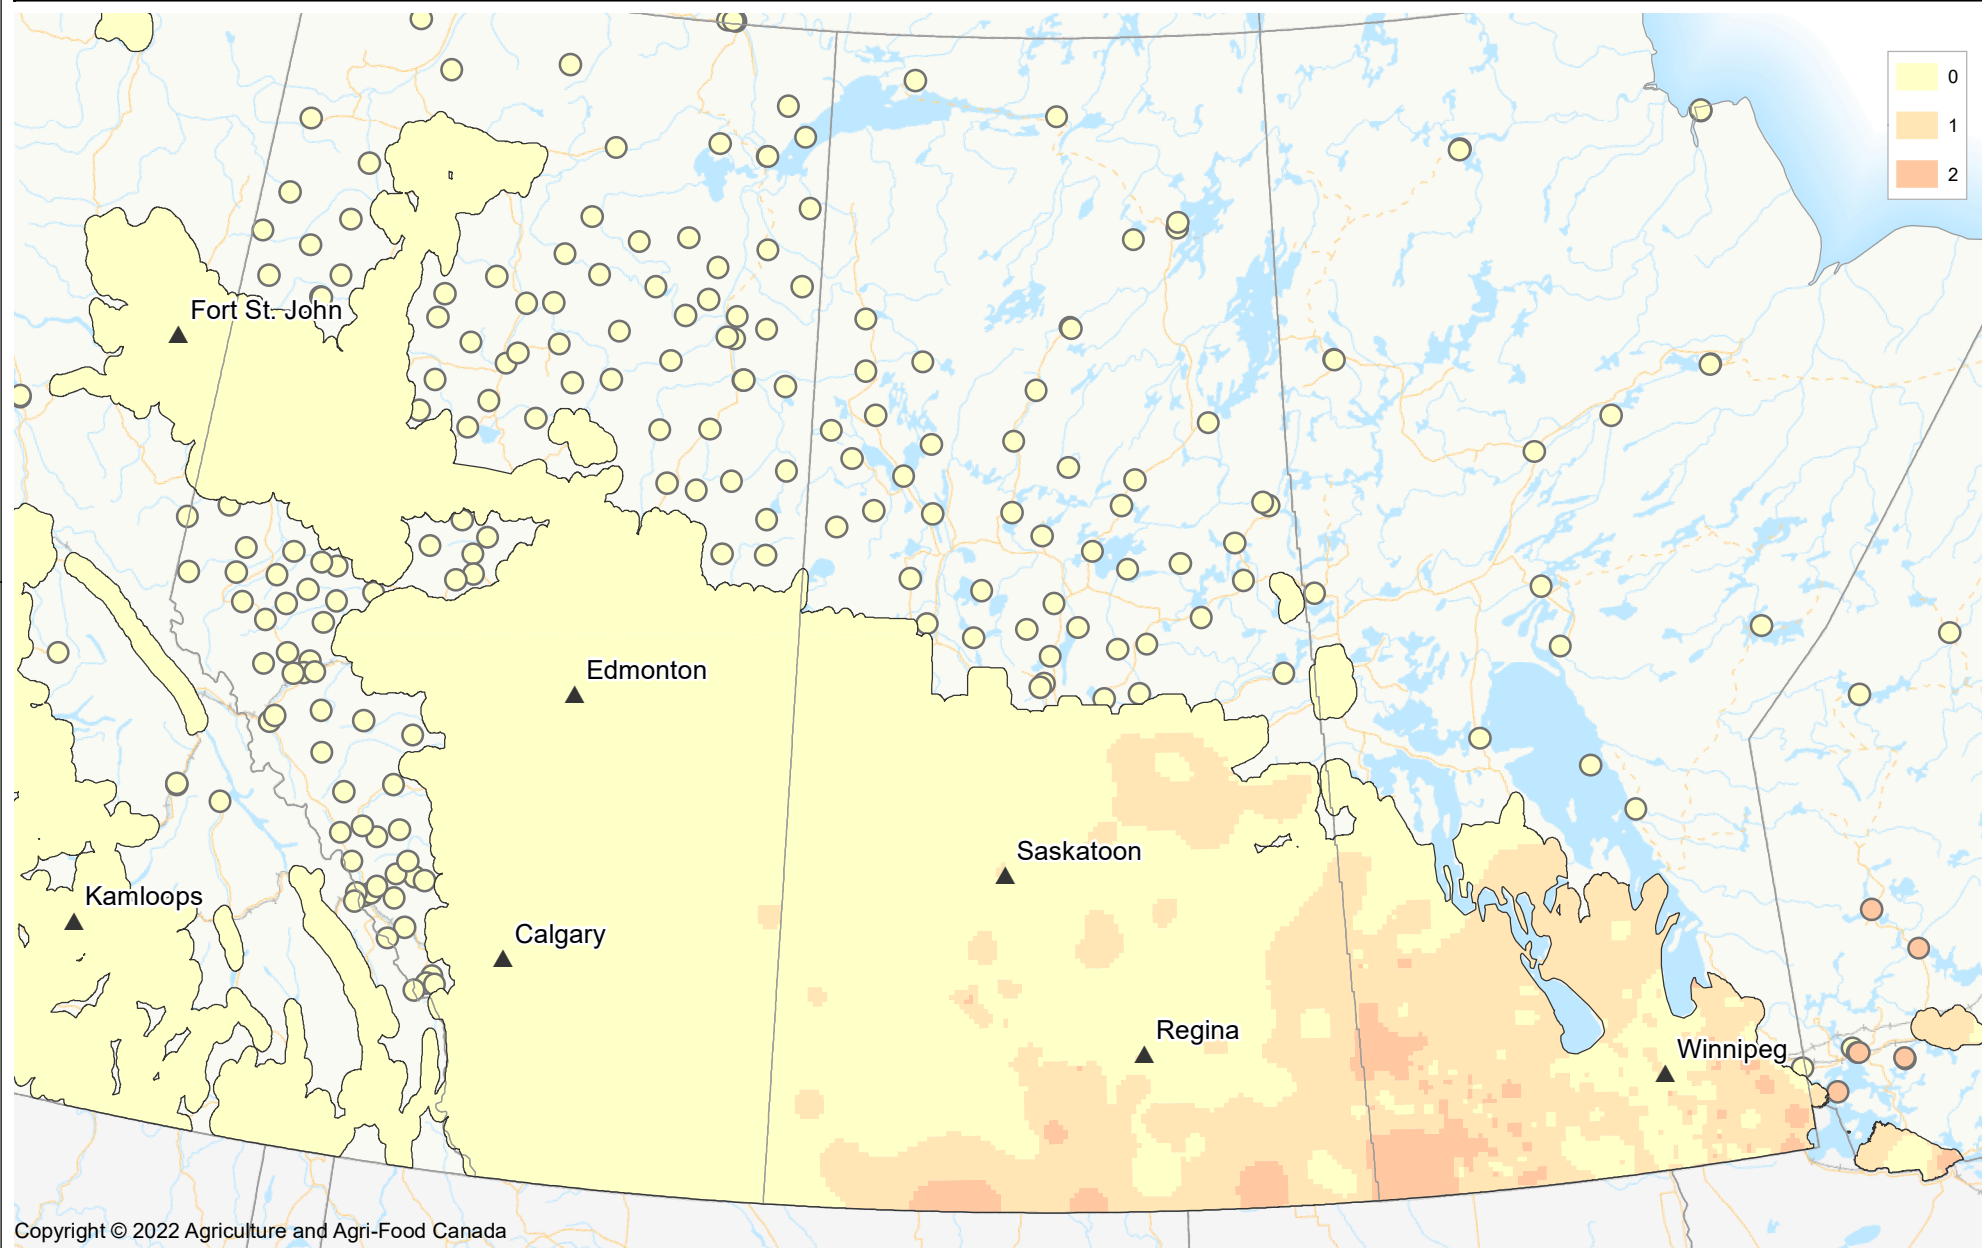 0
1
2
Fort St. John
Edmonton
Saskatoon
Kamloops
Calgary
Regina
Winnipeg
Copyright © 2022 Agriculture and Agri-Food Canada